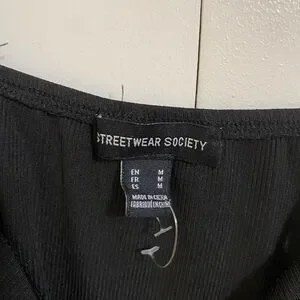 STREETWEAR SOCIETY
EN M
FR M
ES M
MADE IN CHINA
FABRIQUÉ EN CHINE